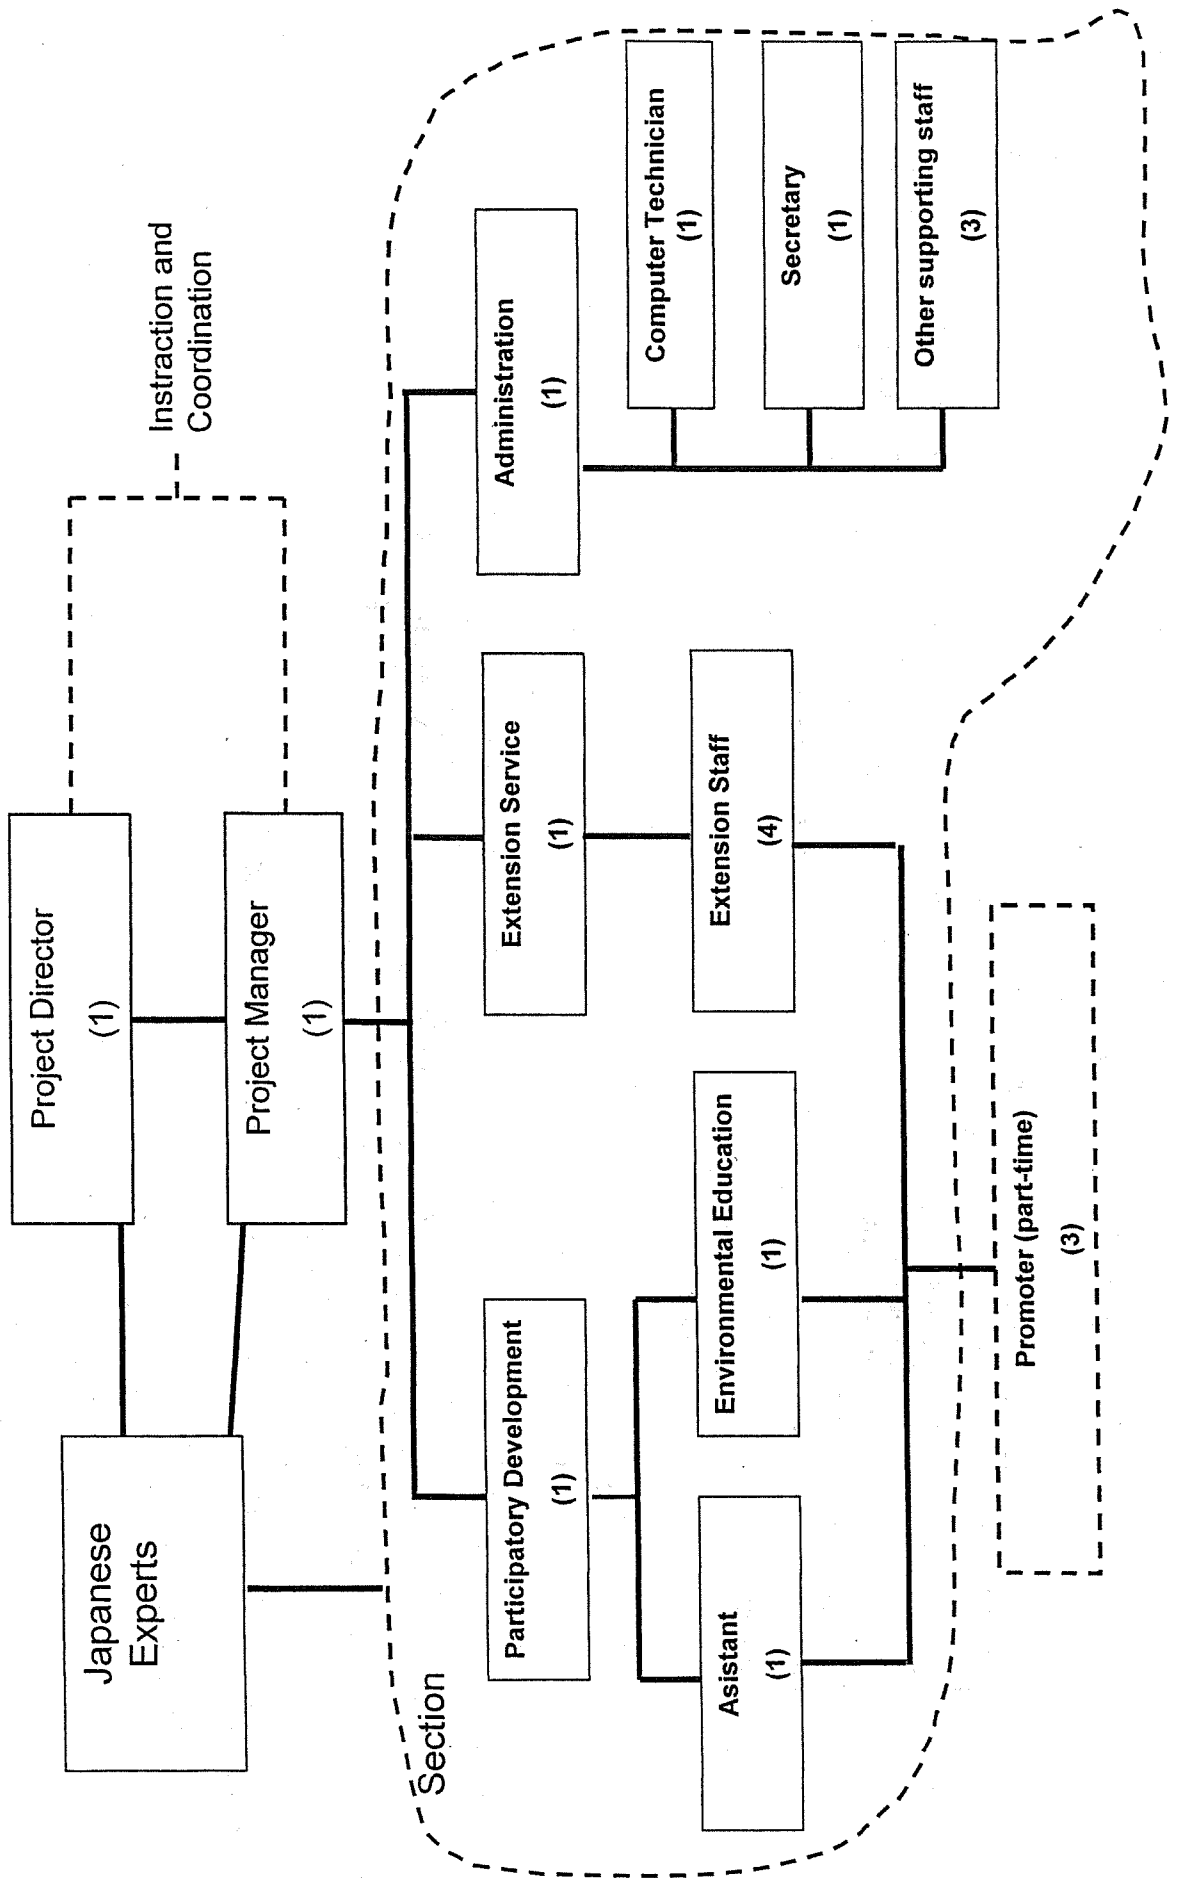 Project Director
(1)
Instraction and
Coordination
Japanese
Experts
Project Manager
(1)
Section
Participatory Development
(1)
Extension Service
(1)
Administration
(1)
Asistant
(1)
Environmental Education
(1)
Extension Staff
(4)
Computer Technician
(1)
Secretary
(1)
Other supporting staff
(3)
Promoter (part-time)
(3)